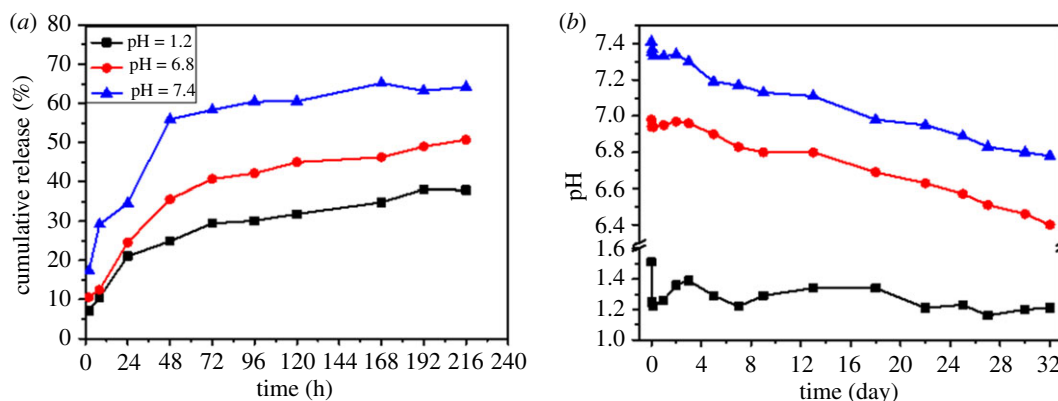 (a)
80
70
60
50
40
30
20
10
0
cumulative release (%)
pH = 1.2
pH = 6.8
pH = 7.4
0 24 48 72 96 120 144 168 192 216 240
time (h)
(b)
7.4
7.2
7.0
6.8
6.6
6.4
1.6
1.4
1.2
1.0
pH
0 4 8 12 16 20 24 28 32
time (day)